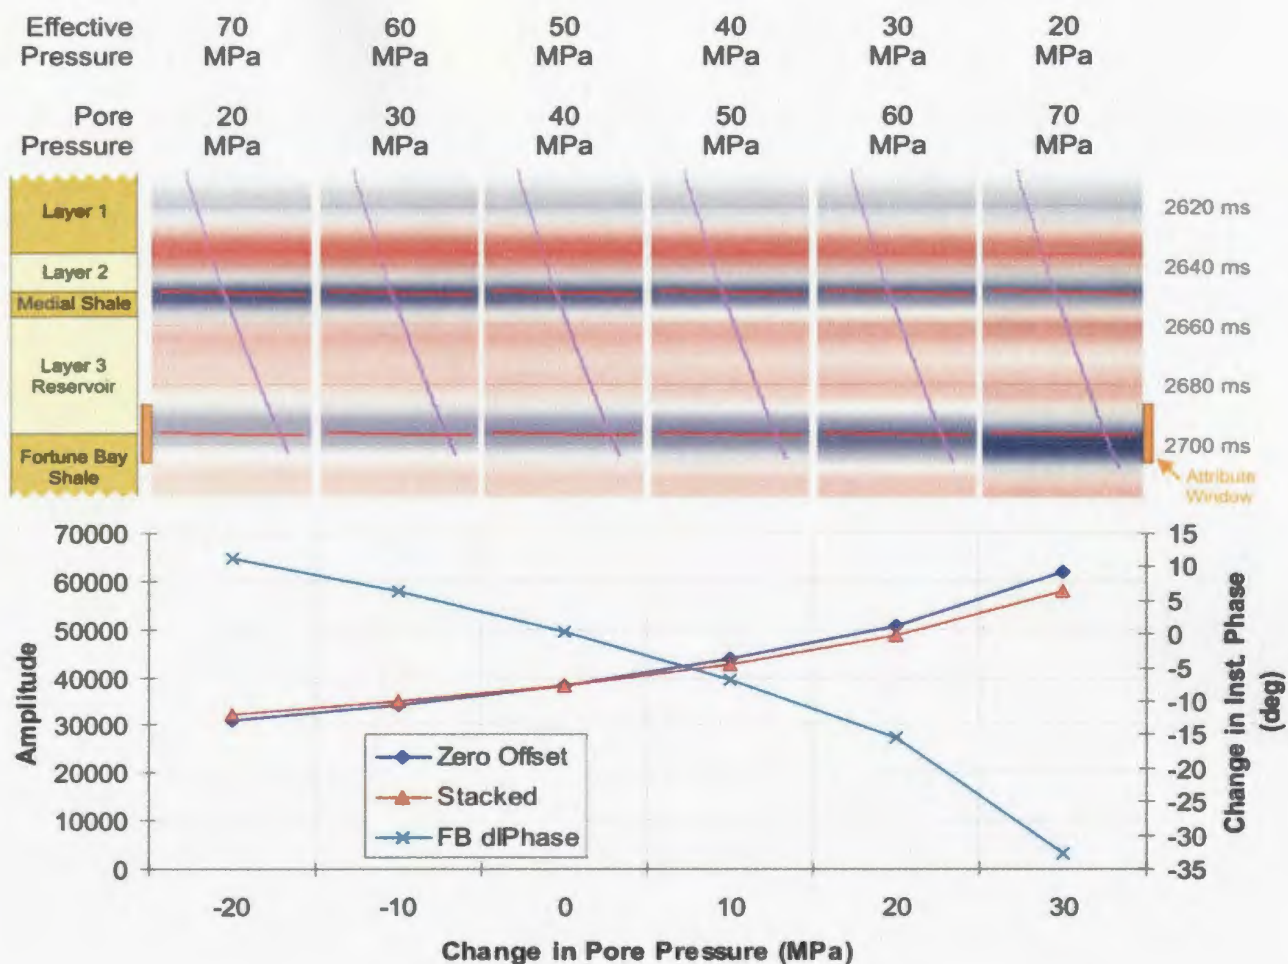 Effective Pressure 70 MPa 60 MPa 50 MPa 40 MPa 30 MPa 20 MPa
Pore Pressure 20 MPa 30 MPa 40 MPa 50 MPa 60 MPa 70 MPa
Layer 1
Layer 2
Medial Shale
Layer 3
Reservoir
Fortune Bay
Shale
2620 ms
2640 ms
2660 ms
2680 ms
2700 ms
Attribute
Window
Amplitude
70000
60000
50000
40000
30000
20000
10000
0
Zero Offset
Stacked
FB dIPhase
15
10
5
0
-5
-10
-15
-20
-25
-30
-35
Change in Inst. Phase
(deg)
-20 -10 0 10 20 30
Change in Pore Pressure (MPa)